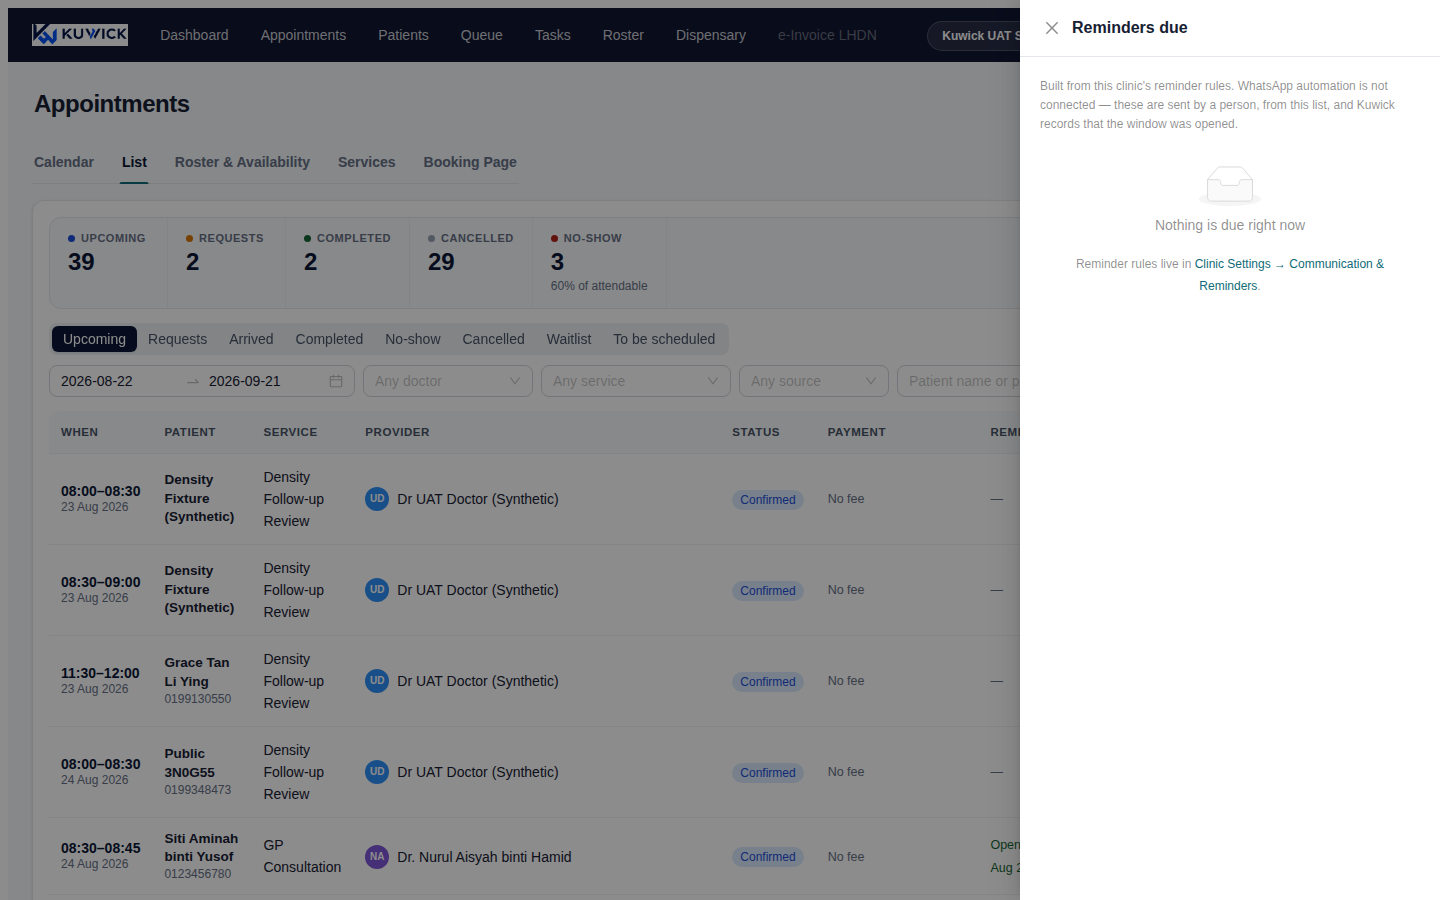 KUWICK
Dashboard
Appointments
Patients
Queue
Tasks
Roster
Dispensary
e-Invoice LHDN
Kuwick UAT S
Appointments
Calendar
List
Roster & Availability
Services
Booking Page
UPCOMING
39
REQUESTS
2
COMPLETED
2
CANCELLED
29
NO-SHOW
3
60% of attendable
Upcoming
Requests
Arrived
Completed
No-show
Cancelled
Waitlist
To be scheduled
2026-08-22 → 2026-09-21
Any doctor
Any service
Any source
Patient name or p
WHEN
PATIENT
SERVICE
PROVIDER
STATUS
PAYMENT
REMI
08:00–08:30
23 Aug 2026
Density
Fixture
(Synthetic)
Density
Follow-up
Review
UD
Dr UAT Doctor (Synthetic)
Confirmed
No fee
—
08:30–09:00
23 Aug 2026
Density
Fixture
(Synthetic)
Density
Follow-up
Review
UD
Dr UAT Doctor (Synthetic)
Confirmed
No fee
—
11:30–12:00
23 Aug 2026
Grace Tan
Li Ying
0199130550
Density
Follow-up
Review
UD
Dr UAT Doctor (Synthetic)
Confirmed
No fee
—
08:00–08:30
24 Aug 2026
Public
3N0G55
0199348473
Density
Follow-up
Review
UD
Dr UAT Doctor (Synthetic)
Confirmed
No fee
—
08:30–08:45
24 Aug 2026
Siti Aminah
binti Yusof
0123456780
GP
Consultation
NA
Dr. Nurul Aisyah binti Hamid
Confirmed
No fee
Open
Aug 2
Reminders due
Built from this clinic's reminder rules. WhatsApp automation is not
connected — these are sent by a person, from this list, and Kuwick
records that the window was opened.
Nothing is due right now
Reminder rules live in Clinic Settings → Communication &
Reminders.